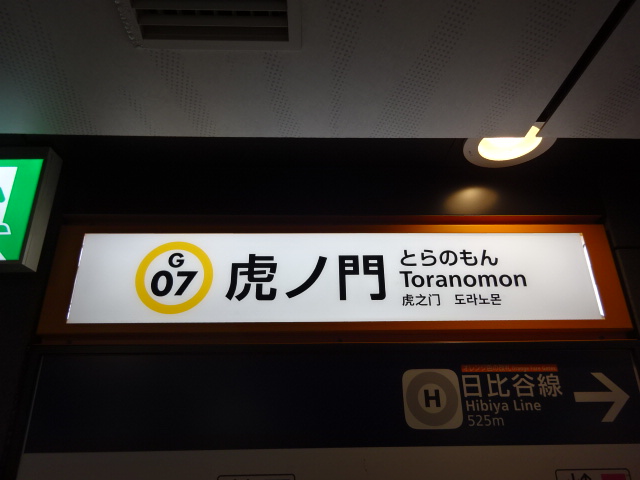 G
07
虎ノ門
とらのもん
Toranomon
虎之门 도라노몬
H
日比谷線
Hibiya Line
525m